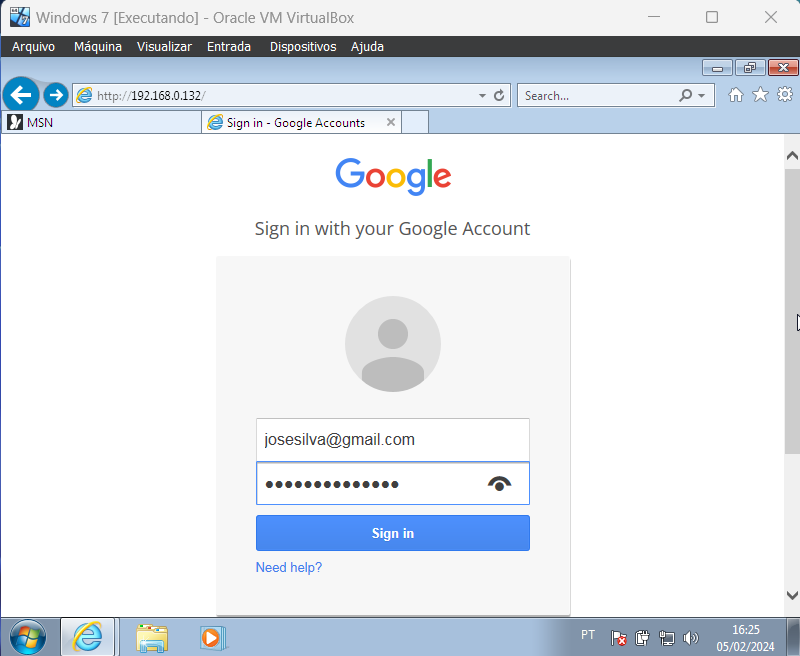 Windows 7 [Executando] - Oracle VM VirtualBox
Arquivo Máquina Visualizar Entrada Dispositivos Ajuda
http://192.168.0.132/
Search...
MSN
Sign in - Google Accounts
Google
Sign in with your Google Account
josesilva@gmail.com
••••••••••••••
Sign in
Need help?
PT
16:25
05/02/2024